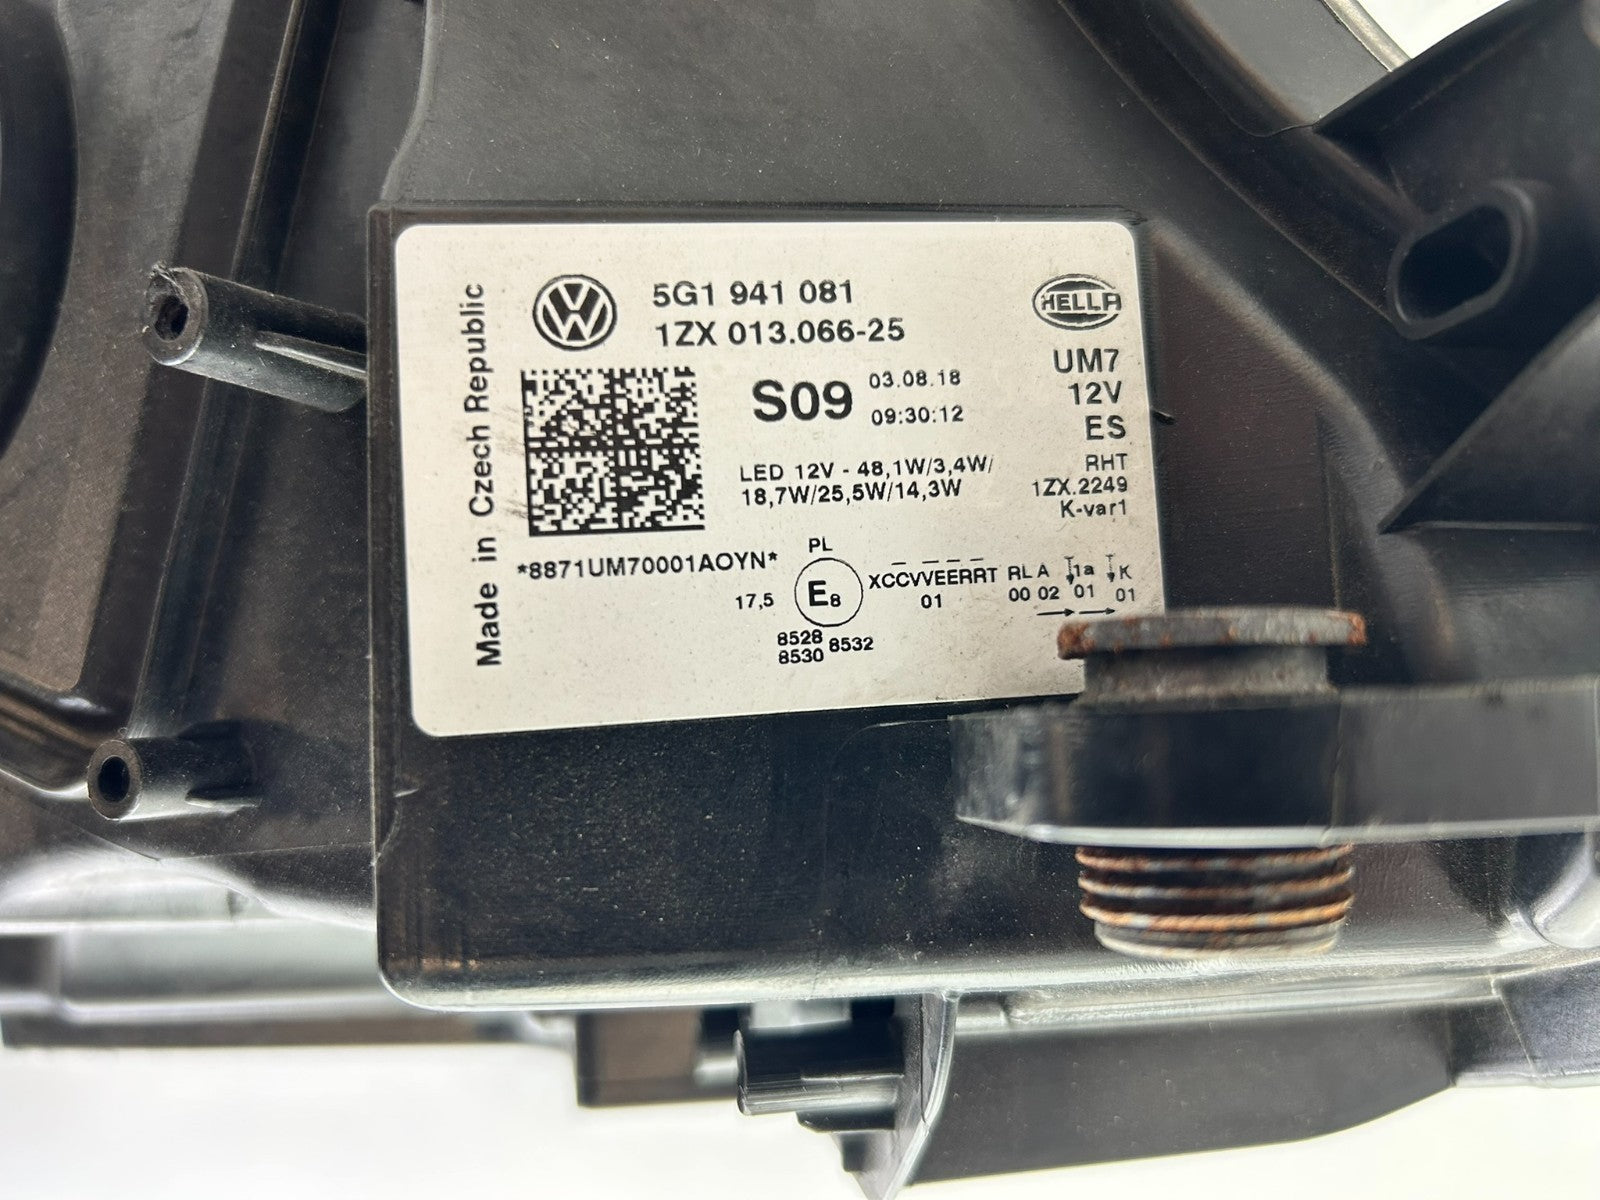 Made in Czech Republic
5G1 941 081
1ZX 013.066-25
HELLA
S09
03.08.18
09:30:12
UM7
12V
ES
LED 12V - 48,1W/3,4W/
18,7W/25,5W/14,3W
RHT
1ZX.2249
K-var1
*8871UM70001AOYN*
PL
17,5
E8
XCCVVEERRT RL A 1a K
01 00 02 01 01
8528
8530 8532